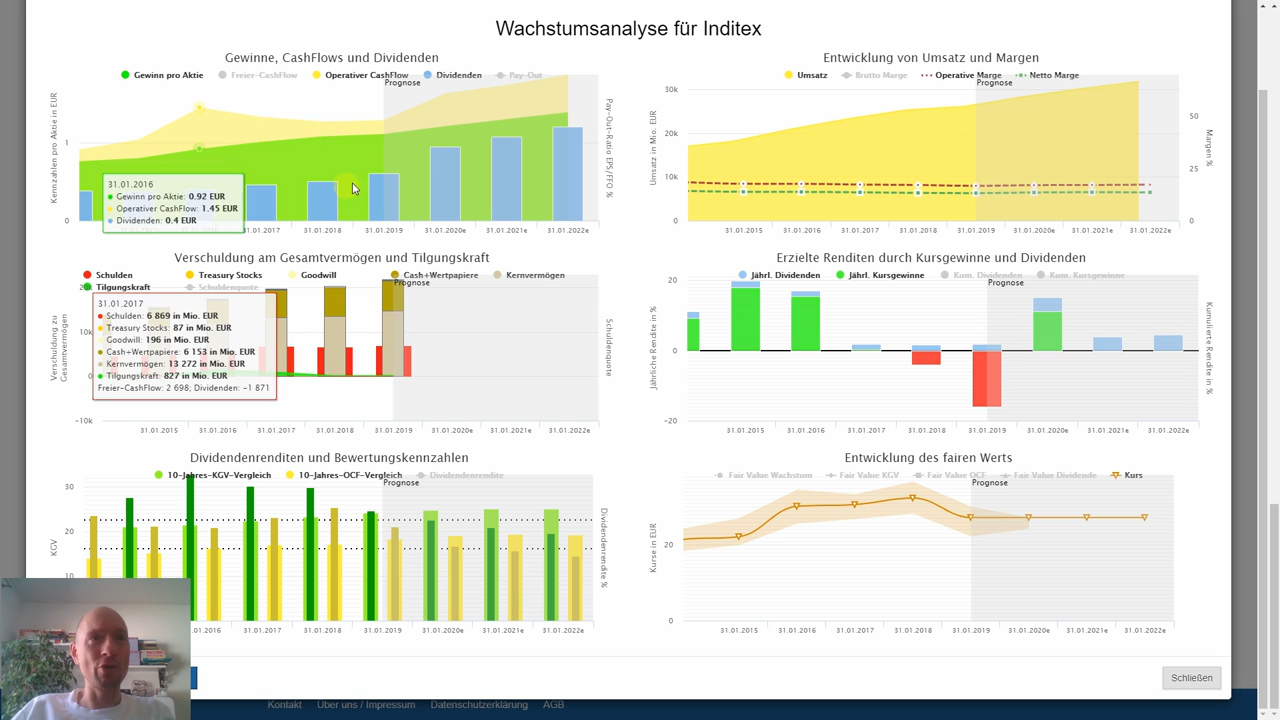 Wachstumsanalyse für Inditex
Gewinne, CashFlows und Dividenden
Gewinn pro Aktie Freier-CashFlow Operativer CashFlow Dividenden Pay-Out
Prognose
Kennzahlen pro Aktie in EUR
1
0
Pay-Out-Ratio EPS/FFO %
31.01.2016
Gewinn pro Aktie: 0.92 EUR
Operativer CashFlow: 1.45 EUR
Dividenden: 0.4 EUR
31.01.2017 31.01.2018 31.01.2019 31.01.2020e 31.01.2021e 31.01.2022e
Entwicklung von Umsatz und Margen
Umsatz Brutto Marge Operative Marge Netto Marge
Prognose
Umsatz in Mio. EUR
30k
20k
10k
0
50
25
0
Margen %
31.01.2015 31.01.2016 31.01.2017 31.01.2018 31.01.2019 31.01.2020e 31.01.2021e 31.01.2022e
Verschuldung am Gesamtvermögen und Tilgungskraft
Schulden Treasury Stocks Goodwill Cash+Wertpapiere Kernvermögen
Tilgungskraft Schuldenquote
Prognose
Verschuldung zu
Gesamtvermögen
-10k
Schuldenquote
31.01.2017
Schulden: 6 869 in Mio. EUR
Treasury Stocks: 87 in Mio. EUR
Goodwill: 196 in Mio. EUR
Cash+Wertpapiere: 6 153 in Mio. EUR
Kernvermögen: 13 272 in Mio. EUR
Tilgungskraft: 827 in Mio. EUR
Freier-CashFlow: 2 698; Dividenden: -1 871
31.01.2015 31.01.2016 31.01.2017 31.01.2018 31.01.2019 31.01.2020e 31.01.2021e 31.01.2022e
Erzielte Renditen durch Kursgewinne und Dividenden
Jährl. Dividenden Jährl. Kursgewinne Kum. Dividenden Kum. Kursgewinne
Prognose
Jährliche Rendite in %
20
0
-20
Kumulierte Rendite in %
31.01.2015 31.01.2016 31.01.2017 31.01.2018 31.01.2019 31.01.2020e 31.01.2021e 31.01.2022e
Dividendenrenditen und Bewertungskennzahlen
10-Jahres-KGV-Vergleich 10-Jahres-OCF-Vergleich Dividendenrendite
Prognose
KGV
30
20
10
Dividendenrendite %
.2016 31.01.2017 31.01.2018 31.01.2019 31.01.2020e 31.01.2021e 31.01.2022e
Entwicklung des fairen Werts
Fair Value Wachstum Fair Value KGV Fair Value OCF Fair Value Dividende Kurs
Prognose
Kurse in EUR
20
0
31.01.2015 31.01.2016 31.01.2017 31.01.2018 31.01.2019 31.01.2020e 31.01.2021e 31.01.2022e
Schließen
Kontakt Über uns / Impressum Datenschutzerklärung AGB